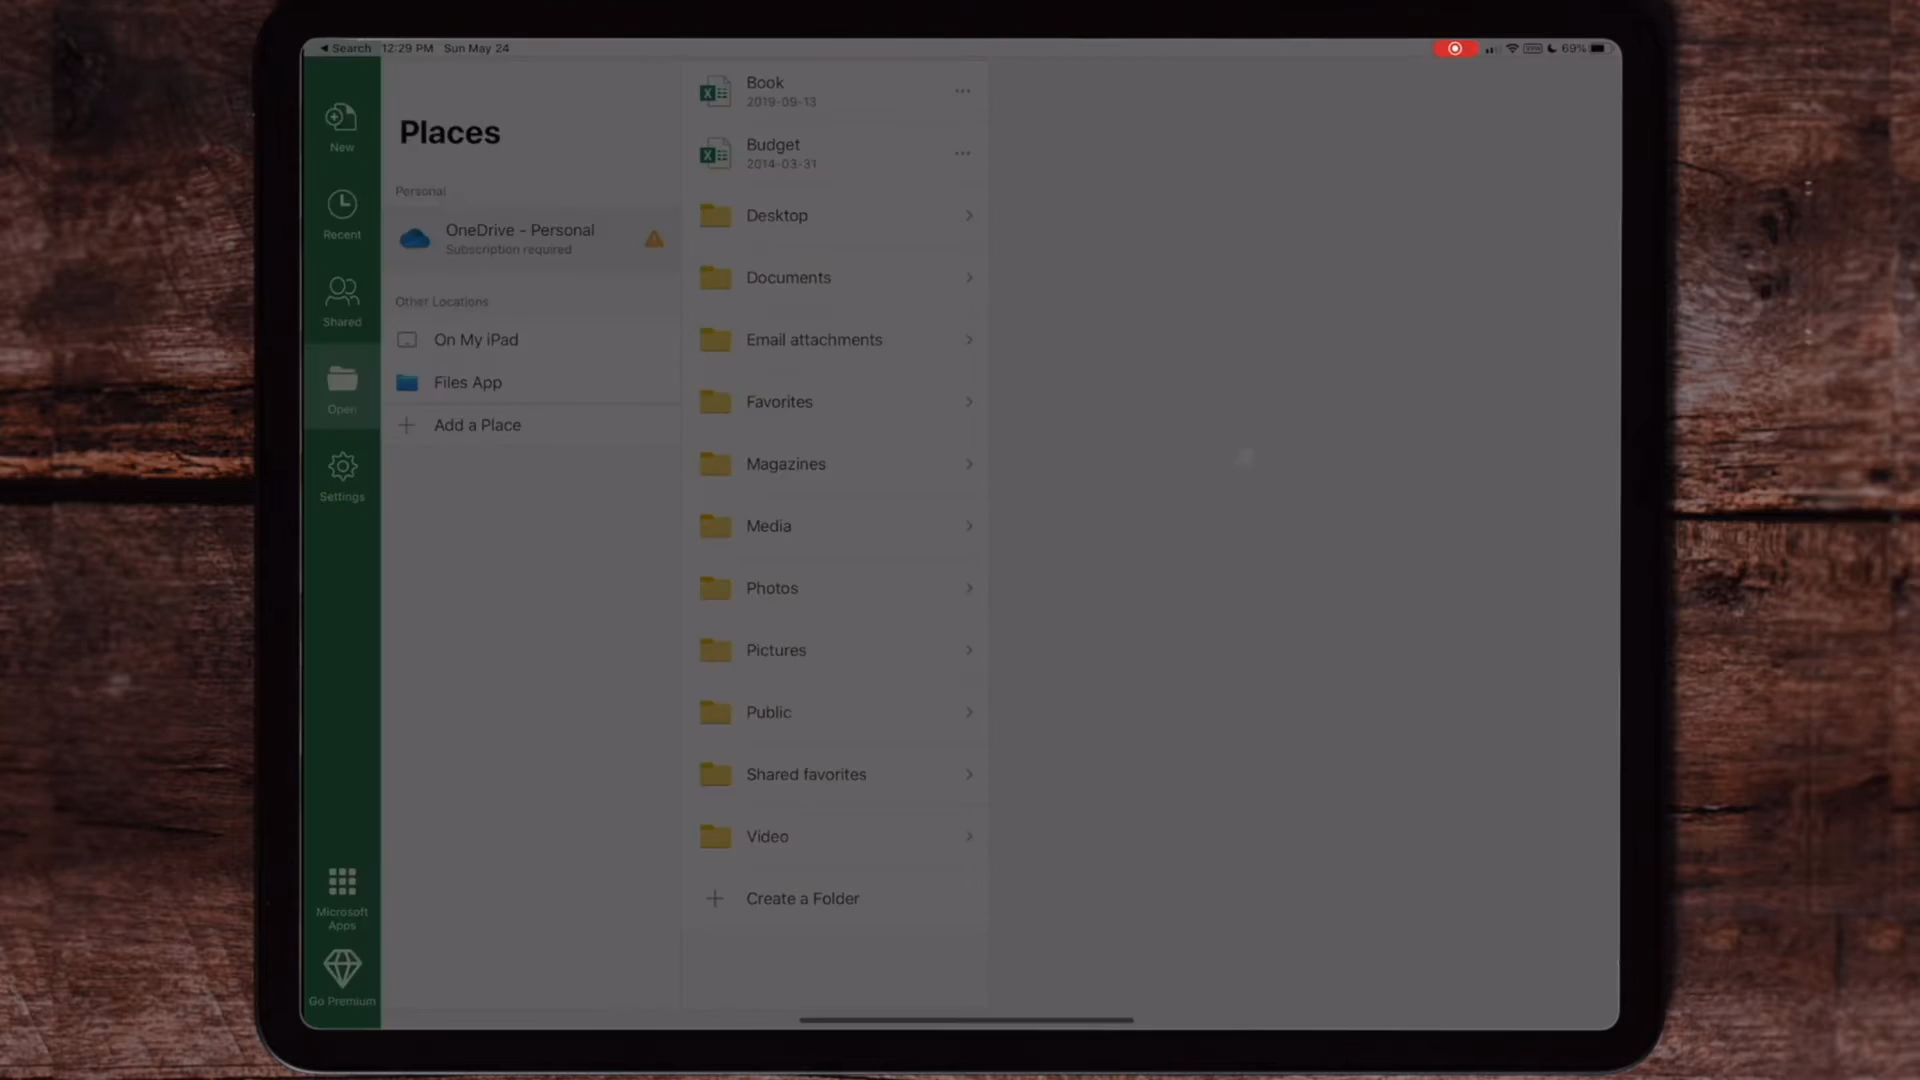 Search 12:29 PM Sun May 24
VPN 69%
New
Recent
Shared
Open
Settings
Microsoft
Apps
Go Premium
Places
Personal
OneDrive - Personal
Subscription required
Other Locations
On My iPad
Files App
Add a Place
Book
2019-09-13
Budget
2014-03-31
Desktop
Documents
Email attachments
Favorites
Magazines
Media
Photos
Pictures
Public
Shared favorites
Video
Create a Folder